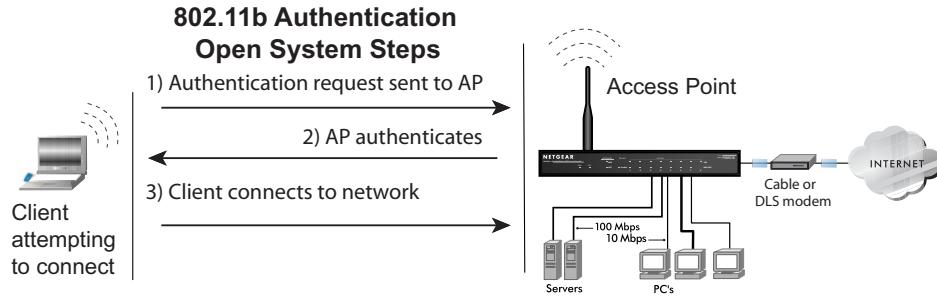 802.11b Authentication
Open System Steps
1) Authentication request sent to AP
2) AP authenticates
3) Client connects to network
Client
attempting
to connect
Access Point
NETGEAR
INTERNET
Cable or
DLS modem
100 Mbps
10 Mbps
Servers
PC's